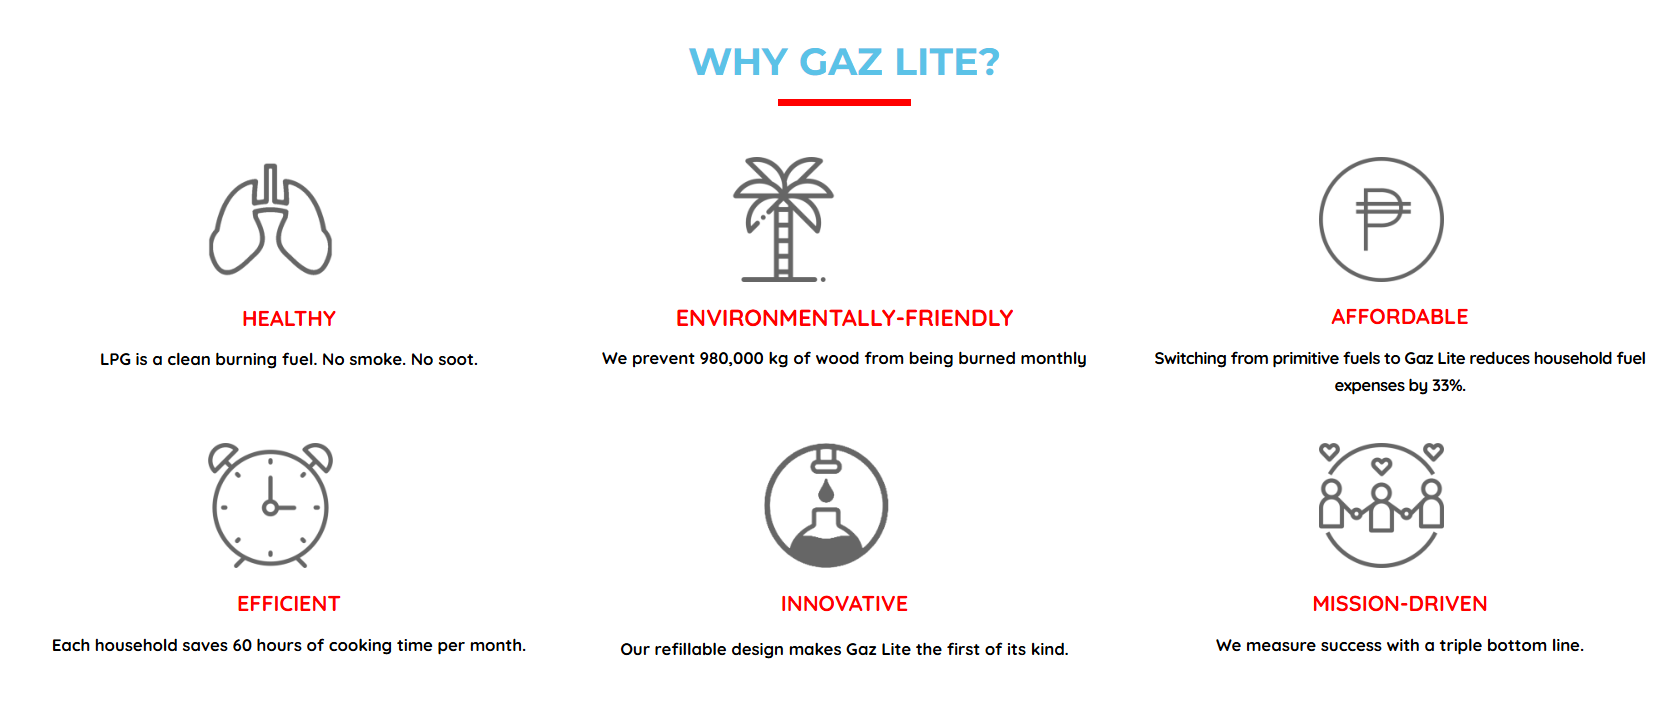 WHY GAZ LITE?
HEALTHY
LPG is a clean burning fuel. No smoke. No soot.
ENVIRONMENTALLY-FRIENDLY
We prevent 980,000 kg of wood from being burned monthly
AFFORDABLE
Switching from primitive fuels to Gaz Lite reduces household fuel
expenses by 33%.
EFFICIENT
Each household saves 60 hours of cooking time per month.
INNOVATIVE
Our refillable design makes Gaz Lite the first of its kind.
MISSION-DRIVEN
We measure success with a triple bottom line.